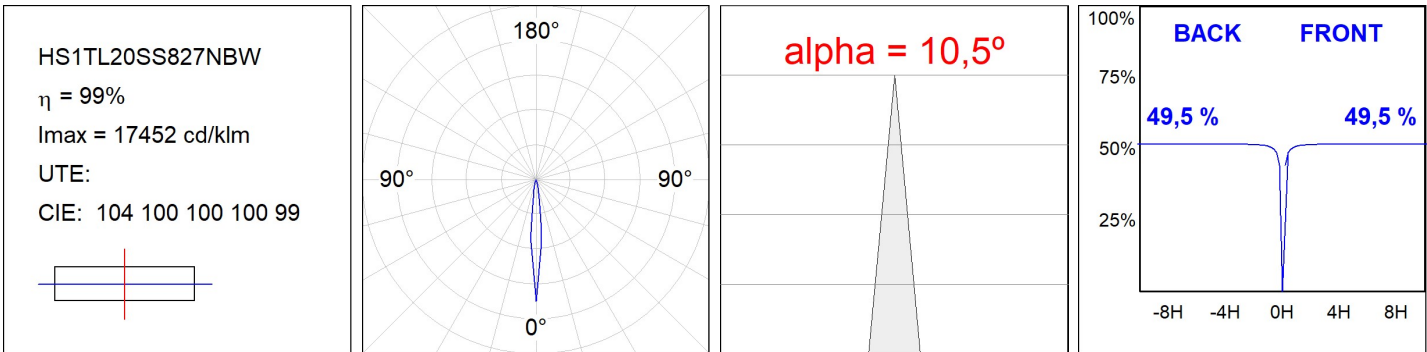 HS1TL20SS827NBW
η = 99%
Imax = 17452 cd/klm
UTE:
CIE: 104 100 100 100 99
180°
90° 90°
0°
alpha = 10,5º
100%
BACK FRONT
75%
49,5 % 49,5 %
50%
25%
-8H -4H 0H 4H 8H